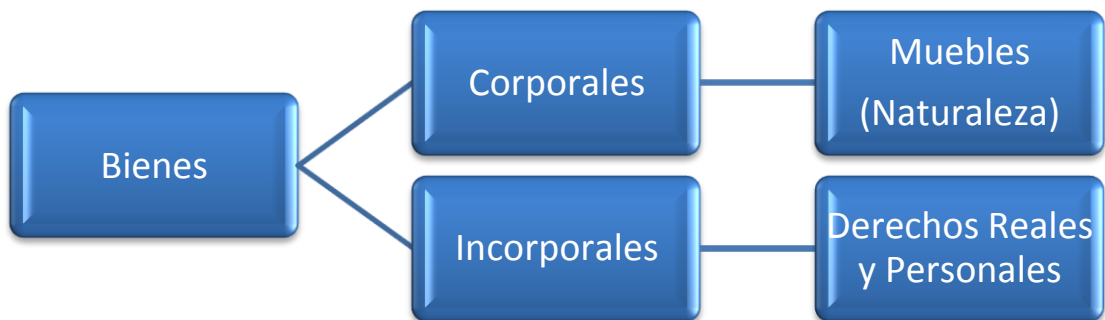 Bienes
Corporales
Muebles
(Naturaleza)
Incorporales
Derechos Reales
y Personales